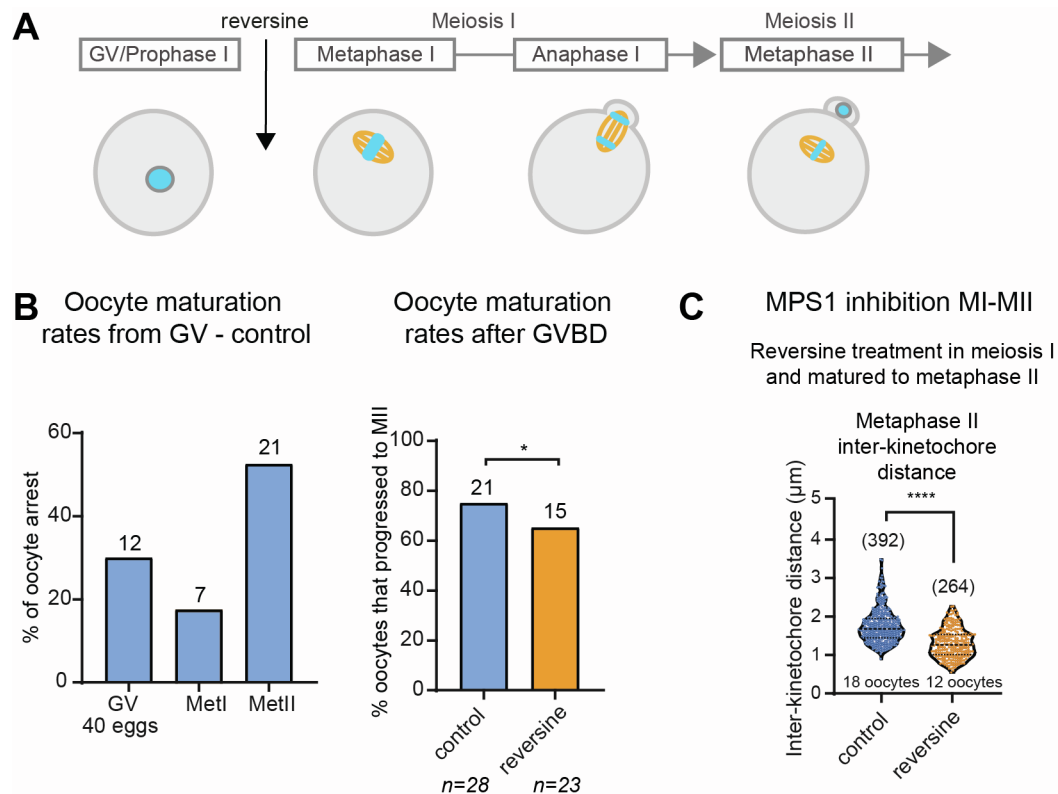 A
reversine
Meiosis I
Meiosis II
GV/Prophase I
Metaphase I
Anaphase I
Metaphase II
B
Oocyte maturation
rates from GV - control
% of oocyte arrest
60
40
20
0
12
7
21
GV
MetI
MetII
40 eggs
Oocyte maturation
rates after GVBD
% oocytes that progressed to MII
100
80
60
40
20
0
*
21
15
control
reversine
n=28
n=23
C
MPS1 inhibition MI-MII
Reversine treatment in meiosis I
and matured to metaphase II
Metaphase II
inter-kinetochore
distance
Inter-kinetochore distance (μm)
5
4
3
2
1
0
****
(392)
(264)
18 oocytes
12 oocytes
control
reversine